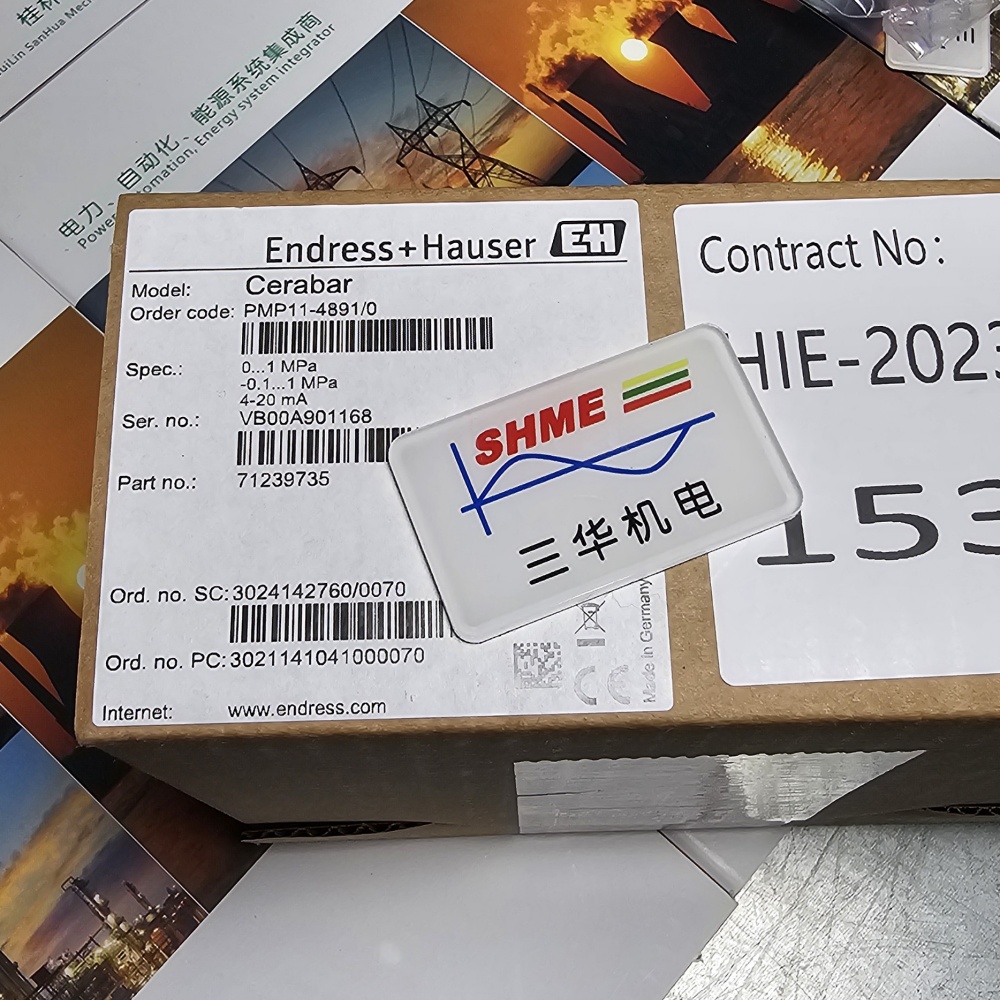 电力、自动化、能源系统集成商
Power, Automation, Energy system integrator
Endress+Hauser EH
Model: Cerabar
Order code: PMP11-4891/0
Spec.: 0...1 MPa
-0.1...1 MPa
4-20 mA
Ser. no.: VB00A901168
Part no.: 71239735
Ord. no. SC: 3024142760/0070
Ord. no. PC: 3021141041000070
Internet: www.endress.com
CE
Made in Germany
Contract No:
HIE-2023
153
SHME
三华机电